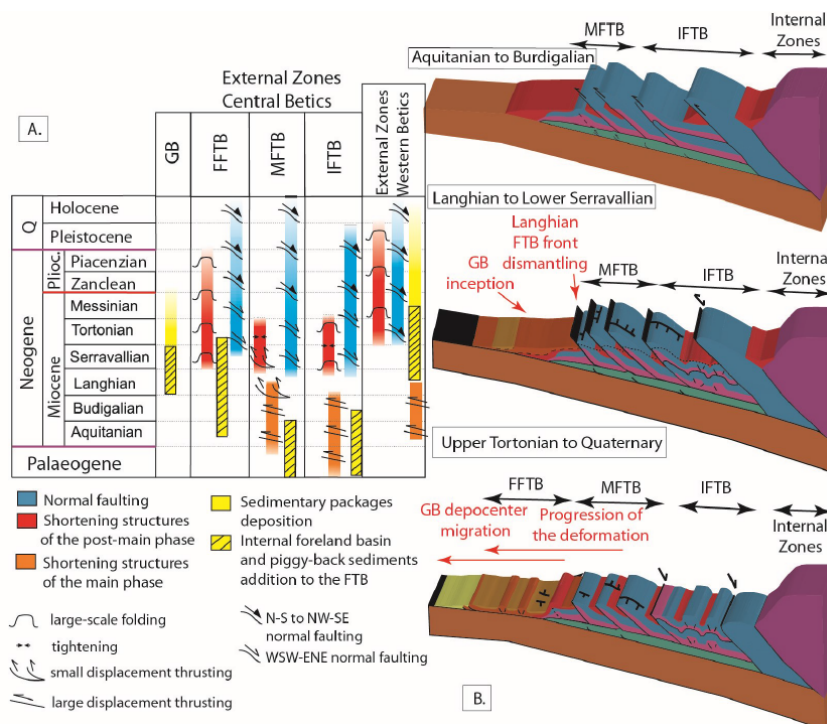 A.
External Zones
Central Betics
GB
FFTB
MFTB
IFTB
External Zones
Western Betics
Q
Holocene
Pleistocene
Neogene
Plioc.
Piacenzian
Zanclean
Miocene
Messinian
Tortonian
Serravallian
Langhian
Budigalian
Aquitanian
Palaeogene
Normal faulting
Shortening structures
of the post-main phase
Shortening structures
of the main phase
Sedimentary packages
deposition
Internal foreland basin
and piggy-back sediments
addition to the FTB
large-scale folding
tightening
small displacement thrusting
large displacement thrusting
N-S to NW-SE
normal faulting
WSW-ENE normal faulting
Aquitanian to Burdigalian
MFTB
IFTB
Internal
Zones
Langhian to Lower Serravallian
Langhian
FTB front
dismantling
GB
inception
MFTB
IFTB
Internal
Zones
Upper Tortonian to Quaternary
FFTB
MFTB
IFTB
GB depocenter
migration
Progression of
the deformation
Internal
Zones
B.